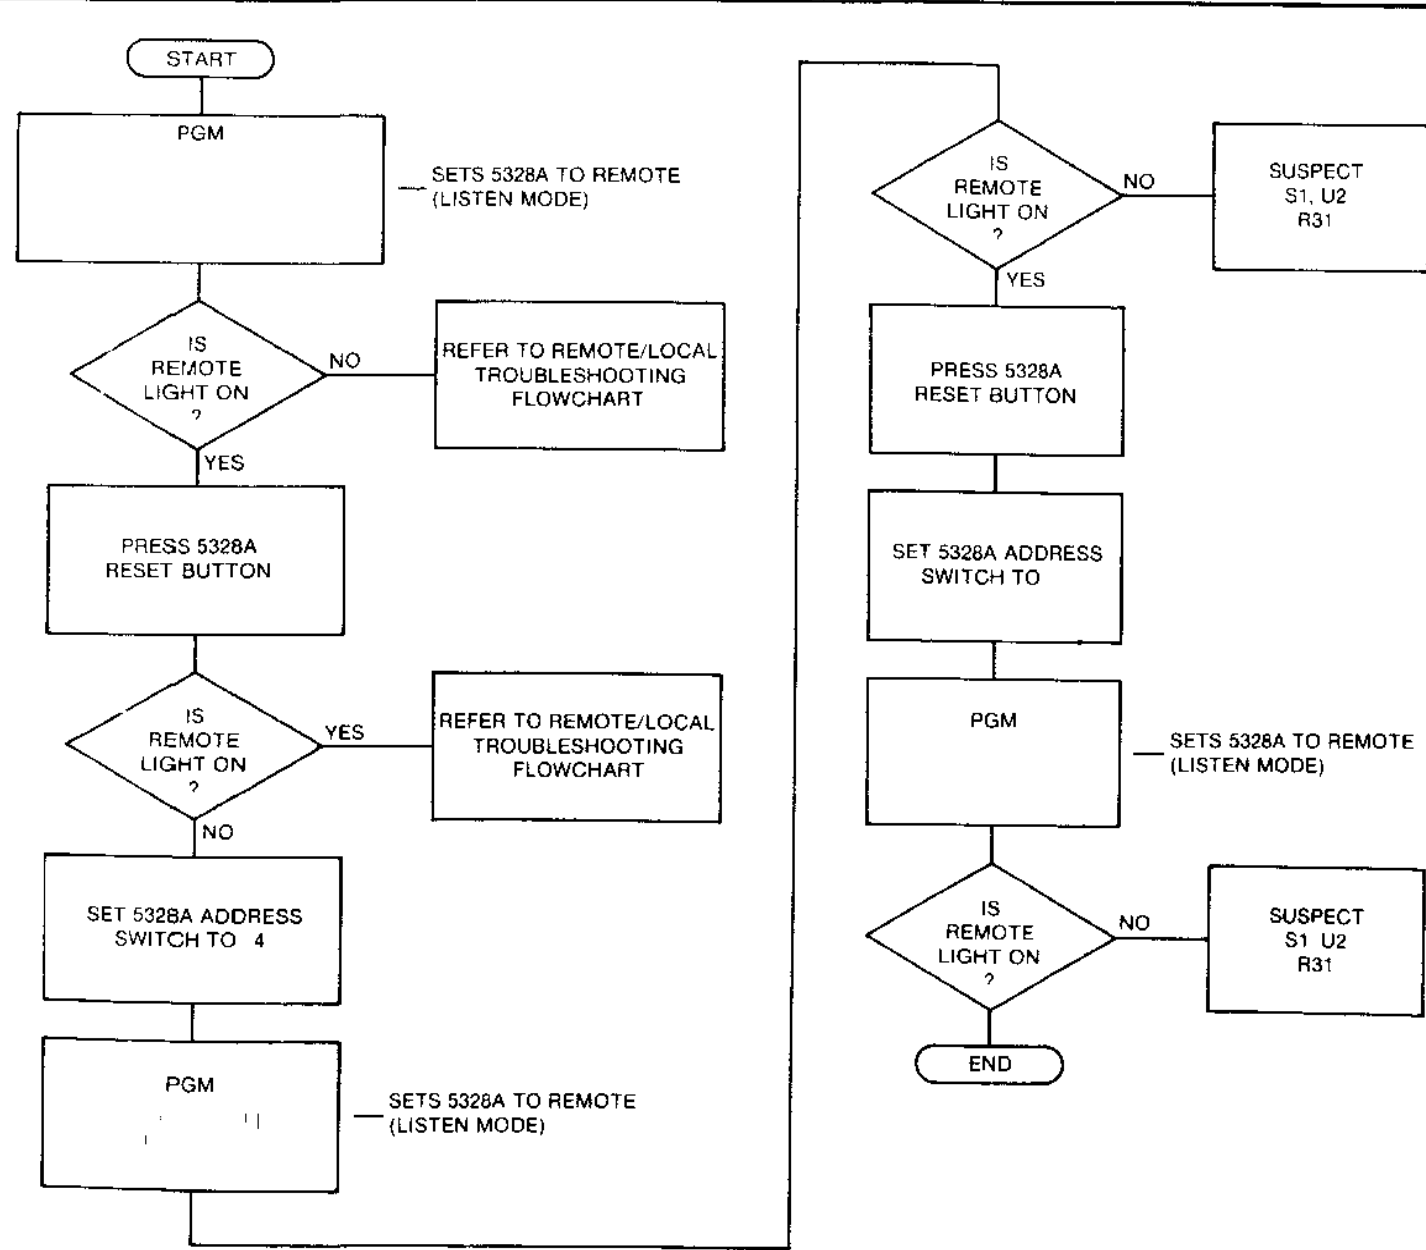 START
PGM
SETS 5328A TO REMOTE
(LISTEN MODE)
IS
REMOTE
LIGHT ON
?
NO
REFER TO REMOTE/LOCAL
TROUBLESHOOTING
FLOWCHART
YES
PRESS 5328A
RESET BUTTON
IS
REMOTE
LIGHT ON
?
YES
REFER TO REMOTE/LOCAL
TROUBLESHOOTING
FLOWCHART
NO
SET 5328A ADDRESS
SWITCH TO 4
PGM
SETS 5328A TO REMOTE
(LISTEN MODE)
IS
REMOTE
LIGHT ON
?
NO
SUSPECT
S1, U2
R31
YES
PRESS 5328A
RESET BUTTON
SET 5328A ADDRESS
SWITCH TO
PGM
SETS 5328A TO REMOTE
(LISTEN MODE)
IS
REMOTE
LIGHT ON
?
NO
SUSPECT
S1 U2
R31
END